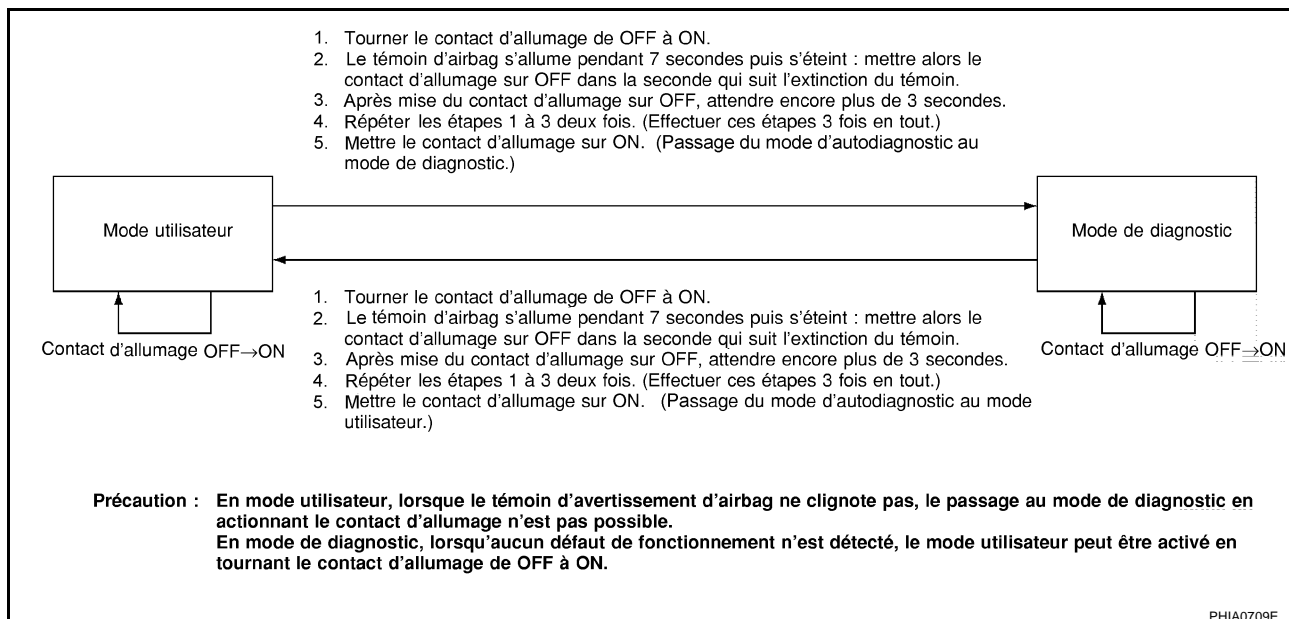 1. Tourner le contact d'allumage de OFF à ON.
2. Le témoin d'airbag s'allume pendant 7 secondes puis s'éteint : mettre alors le
contact d'allumage sur OFF dans la seconde qui suit l'extinction du témoin.
3. Après mise du contact d'allumage sur OFF, attendre encore plus de 3 secondes.
4. Répéter les étapes 1 à 3 deux fois. (Effectuer ces étapes 3 fois en tout.)
5. Mettre le contact d'allumage sur ON. (Passage du mode d'autodiagnostic au
mode de diagnostic.)
Mode utilisateur
Mode de diagnostic
Contact d'allumage OFF→ON
Contact d'allumage OFF→ON
1. Tourner le contact d'allumage de OFF à ON.
2. Le témoin d'airbag s'allume pendant 7 secondes puis s'éteint : mettre alors le
contact d'allumage sur OFF dans la seconde qui suit l'extinction du témoin.
3. Après mise du contact d'allumage sur OFF, attendre encore plus de 3 secondes.
4. Répéter les étapes 1 à 3 deux fois. (Effectuer ces étapes 3 fois en tout.)
5. Mettre le contact d'allumage sur ON. (Passage du mode d'autodiagnostic au mode
utilisateur.)
Précaution : En mode utilisateur, lorsque le témoin d'avertissement d'airbag ne clignote pas, le passage au mode de diagnostic en
actionnant le contact d'allumage n'est pas possible.
En mode de diagnostic, lorsqu'aucun défaut de fonctionnement n'est détecté, le mode utilisateur peut être activé en
tournant le contact d'allumage de OFF à ON.
PHIA0709E